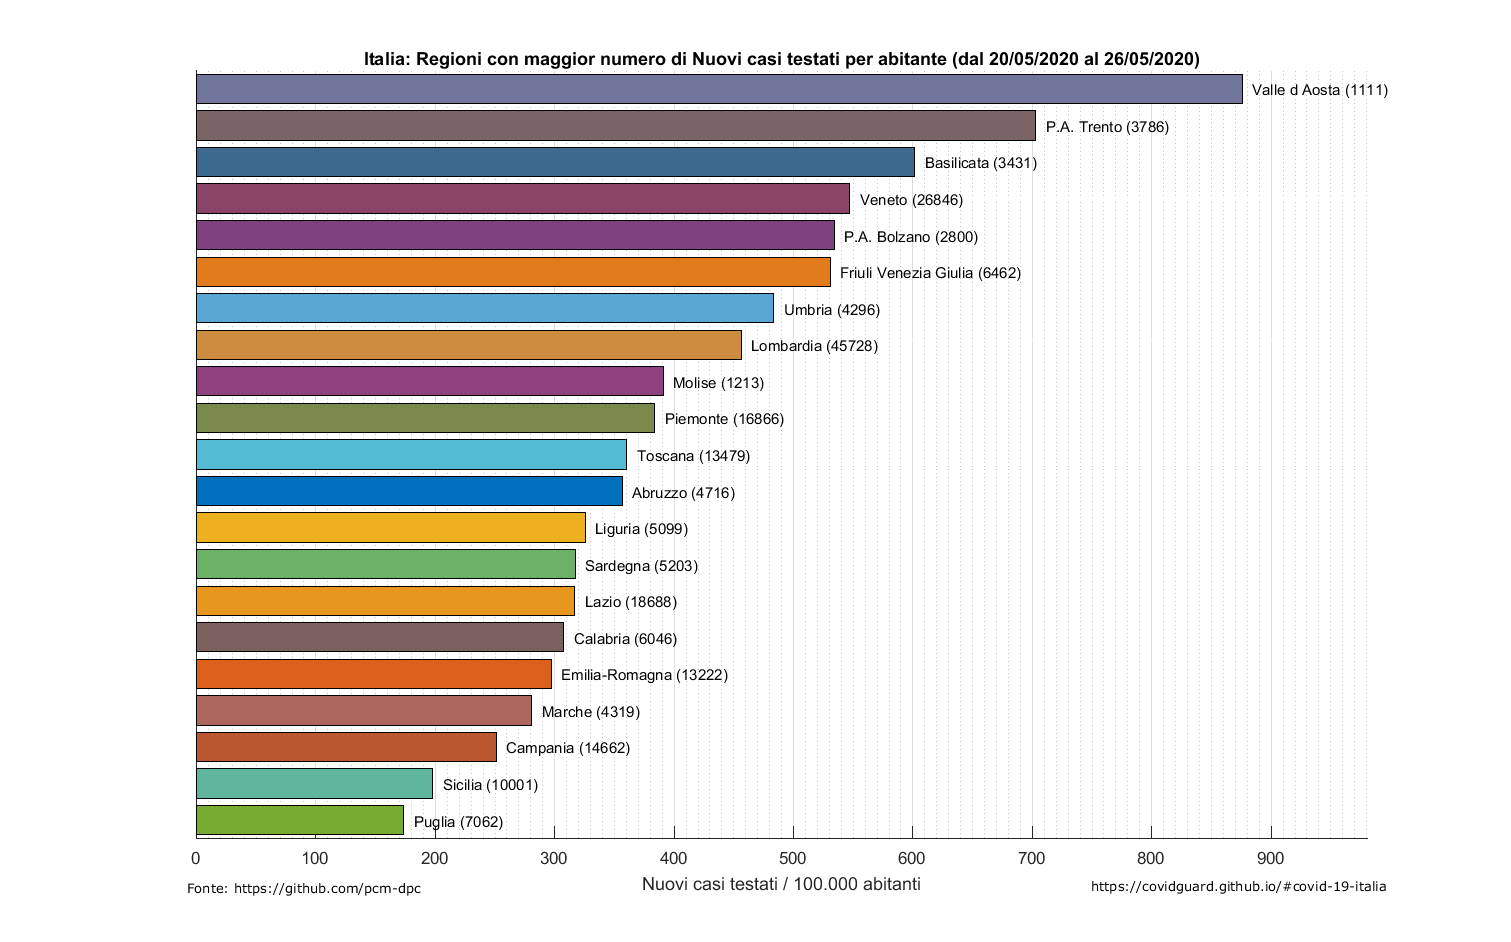 Italia: Regioni con maggior numero di Nuovi casi testati per abitante (dal 20/05/2020 al 26/05/2020)
Valle d Aosta (1111)
P.A. Trento (3786)
Basilicata (3431)
Veneto (26846)
P.A. Bolzano (2800)
Friuli Venezia Giulia (6462)
Umbria (4296)
Lombardia (45728)
Molise (1213)
Piemonte (16866)
Toscana (13479)
Abruzzo (4716)
Liguria (5099)
Sardegna (5203)
Lazio (18688)
Calabria (6046)
Emilia-Romagna (13222)
Marche (4319)
Campania (14662)
Sicilia (10001)
Puglia (7062)
0 100 200 300 400 500 600 700 800 900
Nuovi casi testati / 100.000 abitanti
Fonte: https://github.com/pcm-dpc
https://covidguard.github.io/#covid-19-italia